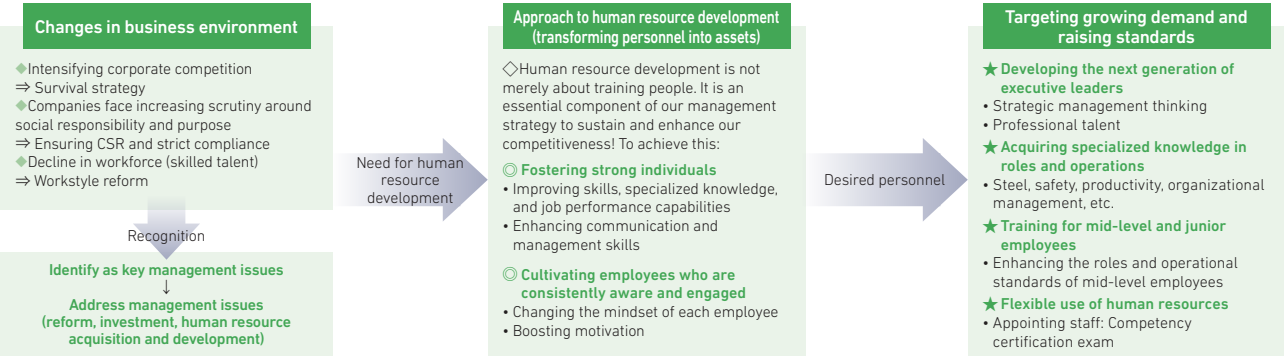 Changes in business environment
◆Intensifying corporate competition
⇒ Survival strategy
◆Companies face increasing scrutiny around
social responsibility and purpose
⇒ Ensuring CSR and strict compliance
◆Decline in workforce (skilled talent)
⇒ Workstyle reform
Recognition
Identify as key management issues
↓
Address management issues
(reform, investment, human resource
acquisition and development)
Need for human
resource
development
Approach to human resource development
(transforming personnel into assets)
◇Human resource development is not
merely about training people. It is an
essential component of our management
strategy to sustain and enhance our
competitiveness! To achieve this:
◎ Fostering strong individuals
• Improving skills, specialized knowledge,
and job performance capabilities
• Enhancing communication and
management skills
◎ Cultivating employees who are
consistently aware and engaged
• Changing the mindset of each employee
• Boosting motivation
Desired personnel
Targeting growing demand and
raising standards
★ Developing the next generation of
executive leaders
• Strategic management thinking
• Professional talent
★ Acquiring specialized knowledge in
roles and operations
• Steel, safety, productivity, organizational
management, etc.
★ Training for mid-level and junior
employees
• Enhancing the roles and operational
standards of mid-level employees
★ Flexible use of human resources
• Appointing staff: Competency
certification exam